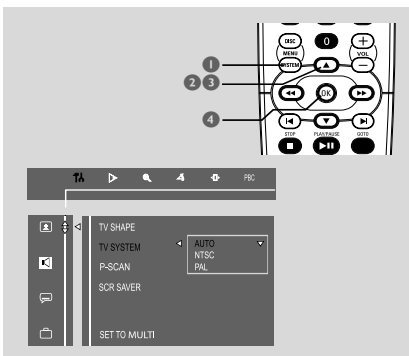 DISC
0
+
MENU
VOL
1
SYSTEM
−
2 3
OK
4
STOP
PLAY/PAUSE
GOTO
PBC
TV SHAPE
TV SYSTEM
AUTO
NTSC
P-SCAN
PAL
SCR SAVER
SET TO MULTI